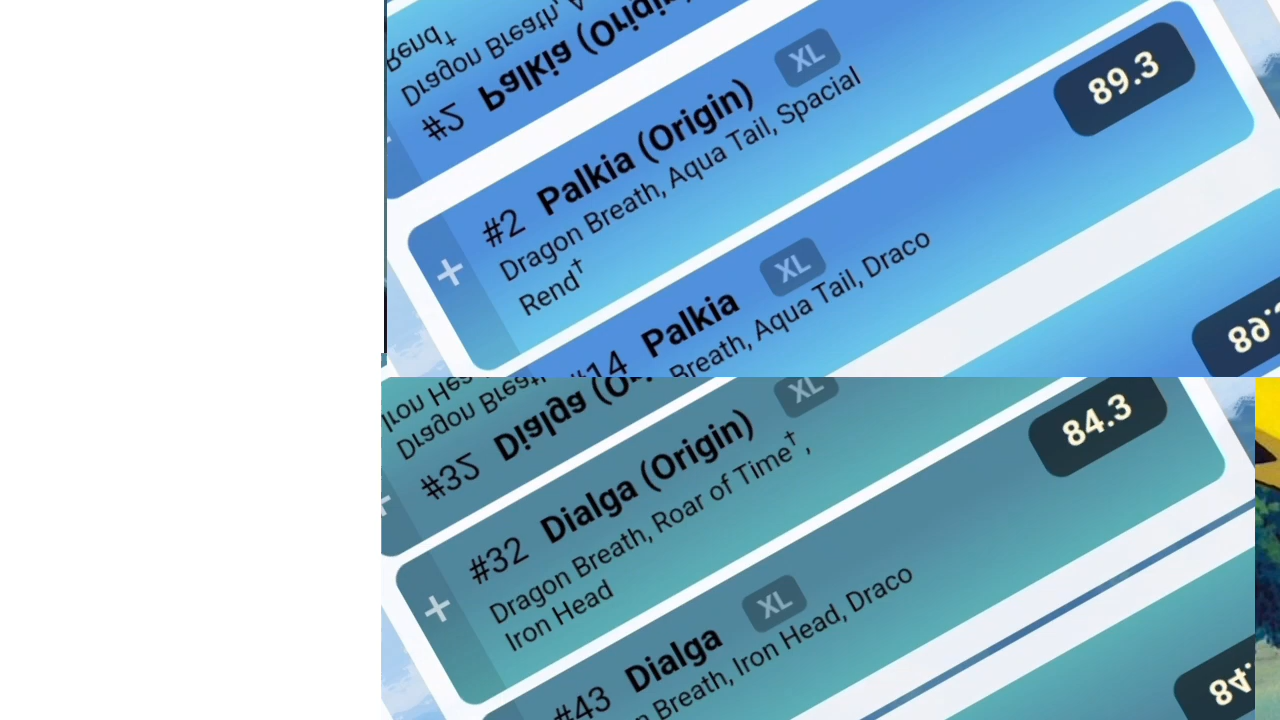 #2 Palkia (Origin) XL
Dragon Breath, Aqua Tail, Spacial
Rend†
89.3
#14 Palkia XL
Breath, Aqua Tail, Draco
#32 Dialga (Origin) XL
Dragon Breath, Roar of Time†,
Iron Head
84.3
#43 Dialga XL
Breath, Iron Head, Draco